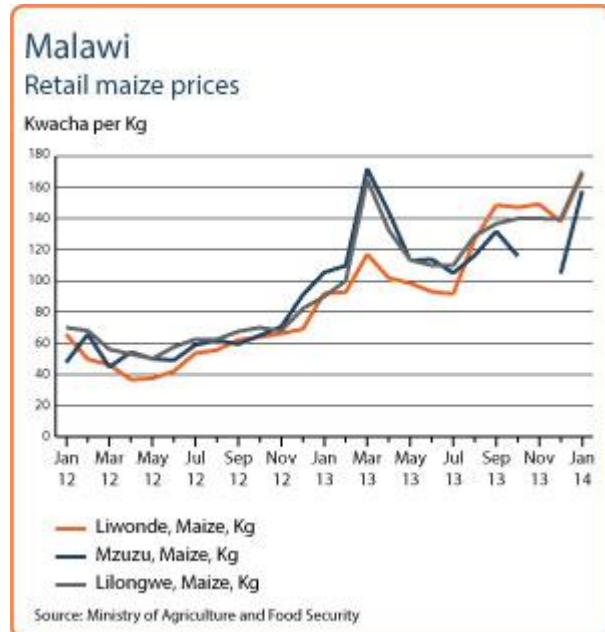 Malawi
Retail maize prices
Kwacha per Kg
180
160
140
120
100
80
60
40
20
0
Jan Mar May Jul Sep Nov Jan Mar May Jul Sep Nov Jan
12 12 12 12 12 12 13 13 13 13 13 13 14
Liwonde, Maize, Kg
Mzuzu, Maize, Kg
Lilongwe, Maize, Kg
Source: Ministry of Agriculture and Food Security